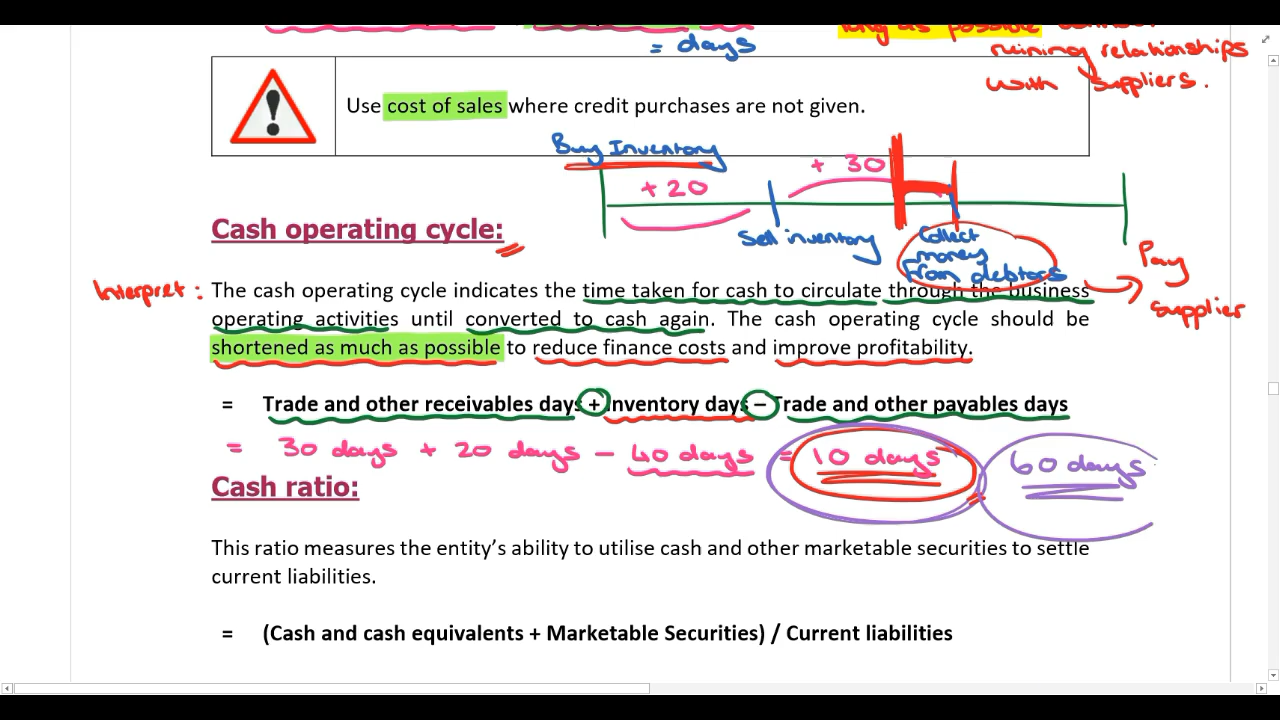 long as possible
= days
ruining relationships
with suppliers.
Use cost of sales where credit purchases are not given.
Buy Inventory
+ 30
+ 20
Cash operating cycle:
Sell inventory
Collect
money
from debtors
Pay
supplier
Interpret :
The cash operating cycle indicates the time taken for cash to circulate through the business
operating activities until converted to cash again. The cash operating cycle should be
shortened as much as possible to reduce finance costs and improve profitability.
= Trade and other receivables days + Inventory days – Trade and other payables days
= 30 days + 20 days - 40 days = 10 days
60 days
Cash ratio:
This ratio measures the entity’s ability to utilise cash and other marketable securities to settle
current liabilities.
= (Cash and cash equivalents + Marketable Securities) / Current liabilities